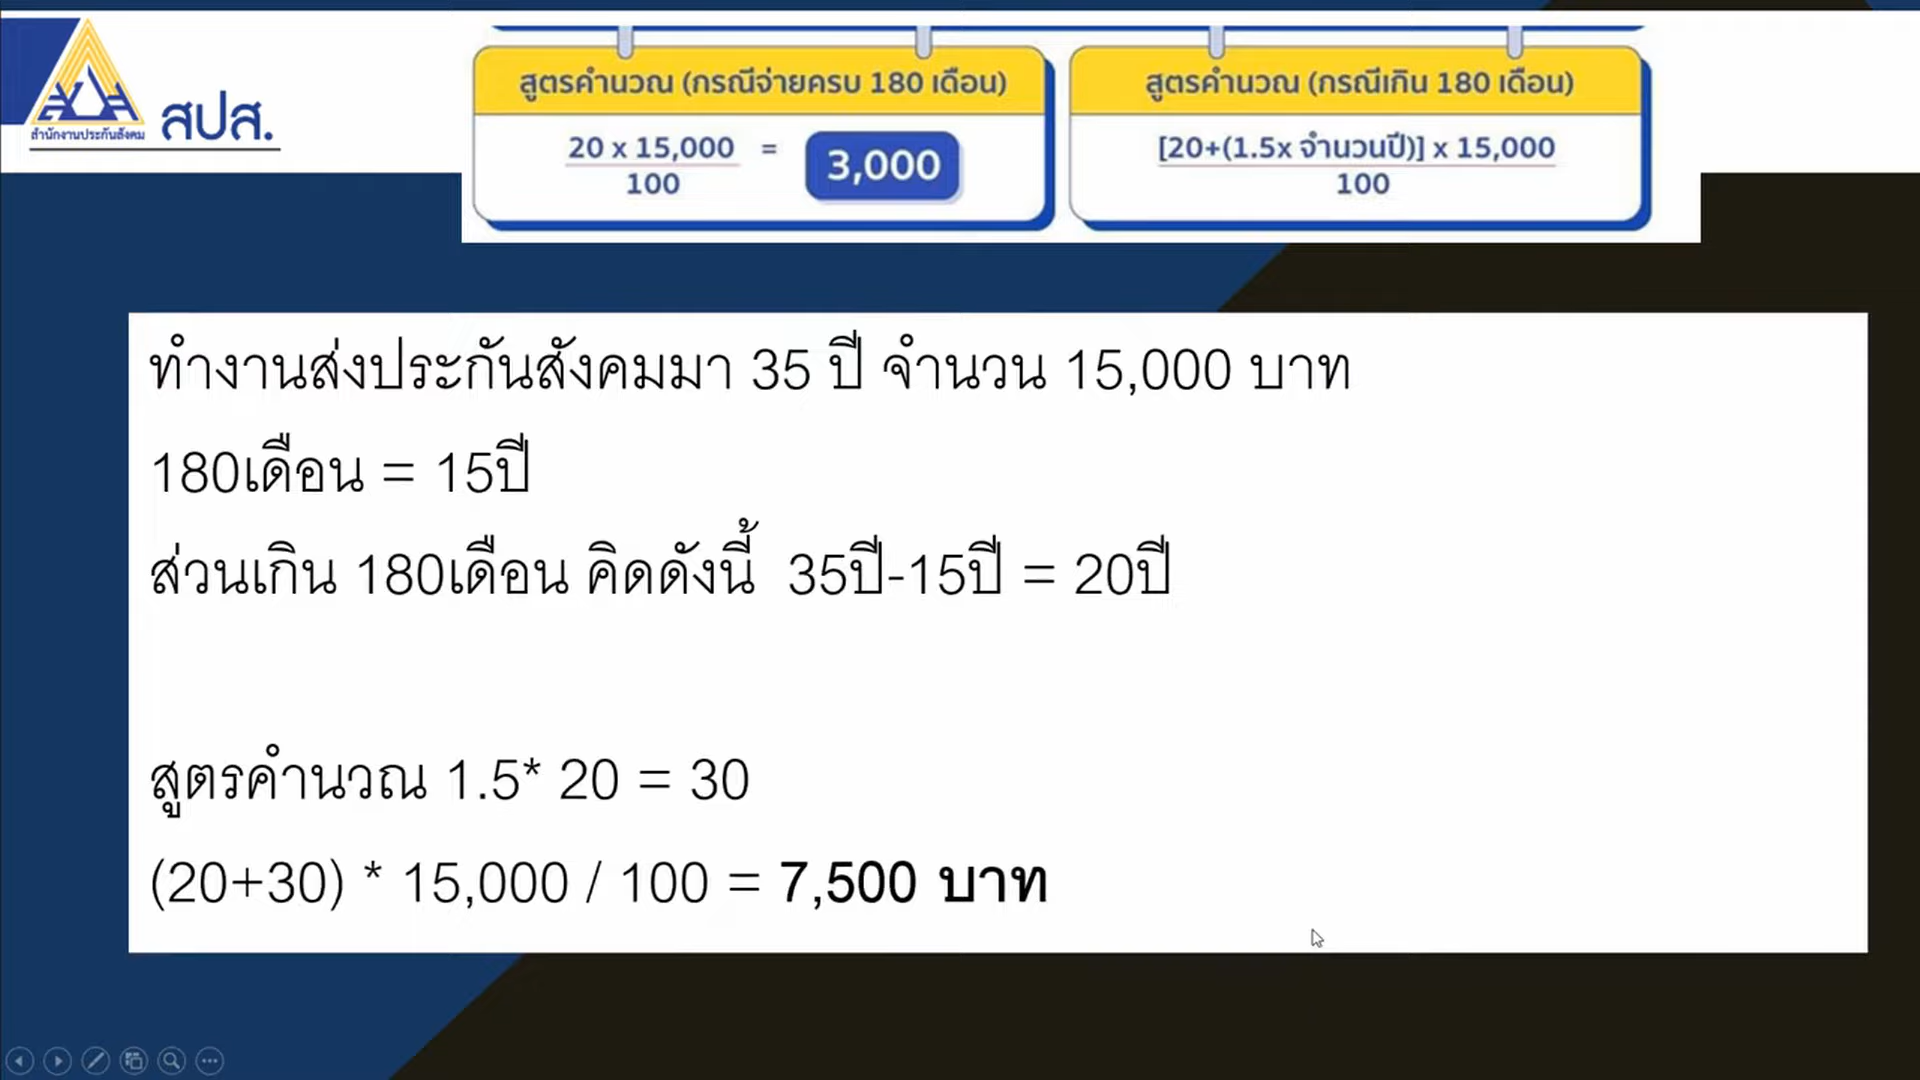 สำนักงานประกันสังคม
สปส.
สูตรคำนวณ (กรณีจ่ายครบ 180 เดือน)
20 x 15,000
100
= 3,000
สูตรคำนวณ (กรณีเกิน 180 เดือน)
[20+(1.5x จำนวนปี)] x 15,000
100
ทำงานส่งประกันสังคมมา 35 ปี จำนวน 15,000 บาท
180เดือน = 15ปี
ส่วนเกิน 180เดือน คิดดังนี้ 35ปี-15ปี = 20ปี
สูตรคำนวณ 1.5* 20 = 30
(20+30) * 15,000 / 100 = 7,500 บาท